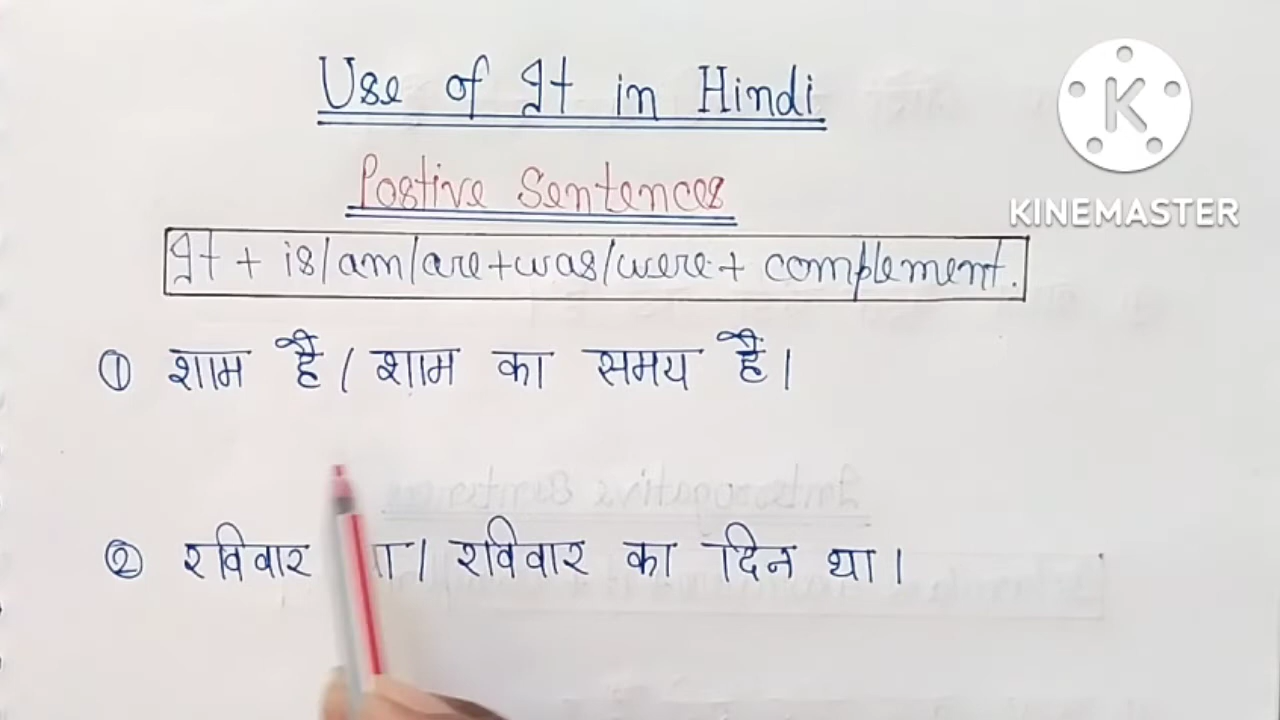 Use of It in Hindi
Postive Sentences
It + is/am/are+was/were+ complement.
① शाम है/ शाम का समय है।
② रविवार ा। रविवार का दिन था।
K
KINEMASTER